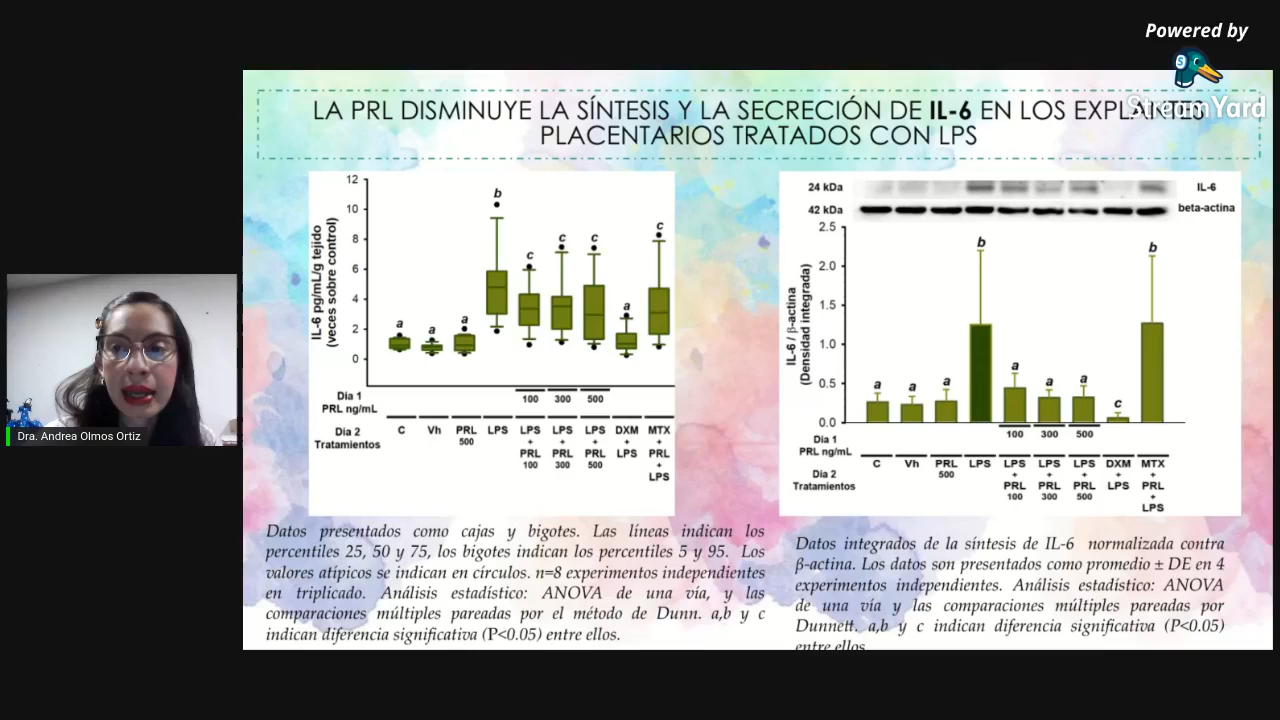 Powered by
StreamYard
LA PRL DISMINUYE LA SÍNTESIS Y LA SECRECIÓN DE IL-6 EN LOS EXPLANTES
PLACENTARIOS TRATADOS CON LPS
12
10
8
6
4
2
0
IL-6 pg/mL/g tejido
(veces sobre control)
a a a b c c c a c
Día 1
PRL ng/mL
100 300 500
Día 2
Tratamientos
C Vh PRL LPS LPS LPS LPS DXM MTX
500 + + + + +
PRL PRL PRL LPS PRL
100 300 500 +
LPS
24 kDa IL-6
42 kDa beta-actina
2.5
2.0
1.5
1.0
0.5
0.0
IL-6 / β-actina
(Densidad integrada)
a a a b a a a c b
Día 1
PRL ng/mL
100 300 500
Día 2
Tratamientos
C Vh PRL LPS LPS LPS LPS DXM MTX
500 + + + + +
PRL PRL PRL LPS PRL
100 300 500 +
LPS
Datos presentados como cajas y bigotes. Las líneas indican los
percentiles 25, 50 y 75, los bigotes indican los percentiles 5 y 95. Los
valores atípicos se indican en círculos. n=8 experimentos independientes
en triplicado. Análisis estadístico: ANOVA de una vía, y las
comparaciones múltiples pareadas por el método de Dunn. a,b y c
indican diferencia significativa (P<0.05) entre ellos.
Datos integrados de la síntesis de IL-6 normalizada contra
β-actina. Los datos son presentados como promedio ± DE en 4
experimentos independientes. Análisis estadístico: ANOVA
de una vía y las comparaciones múltiples pareadas por
Dunnett. a,b y c indican diferencia significativa (P<0.05)
entre ellos
Dra. Andrea Olmos Ortiz